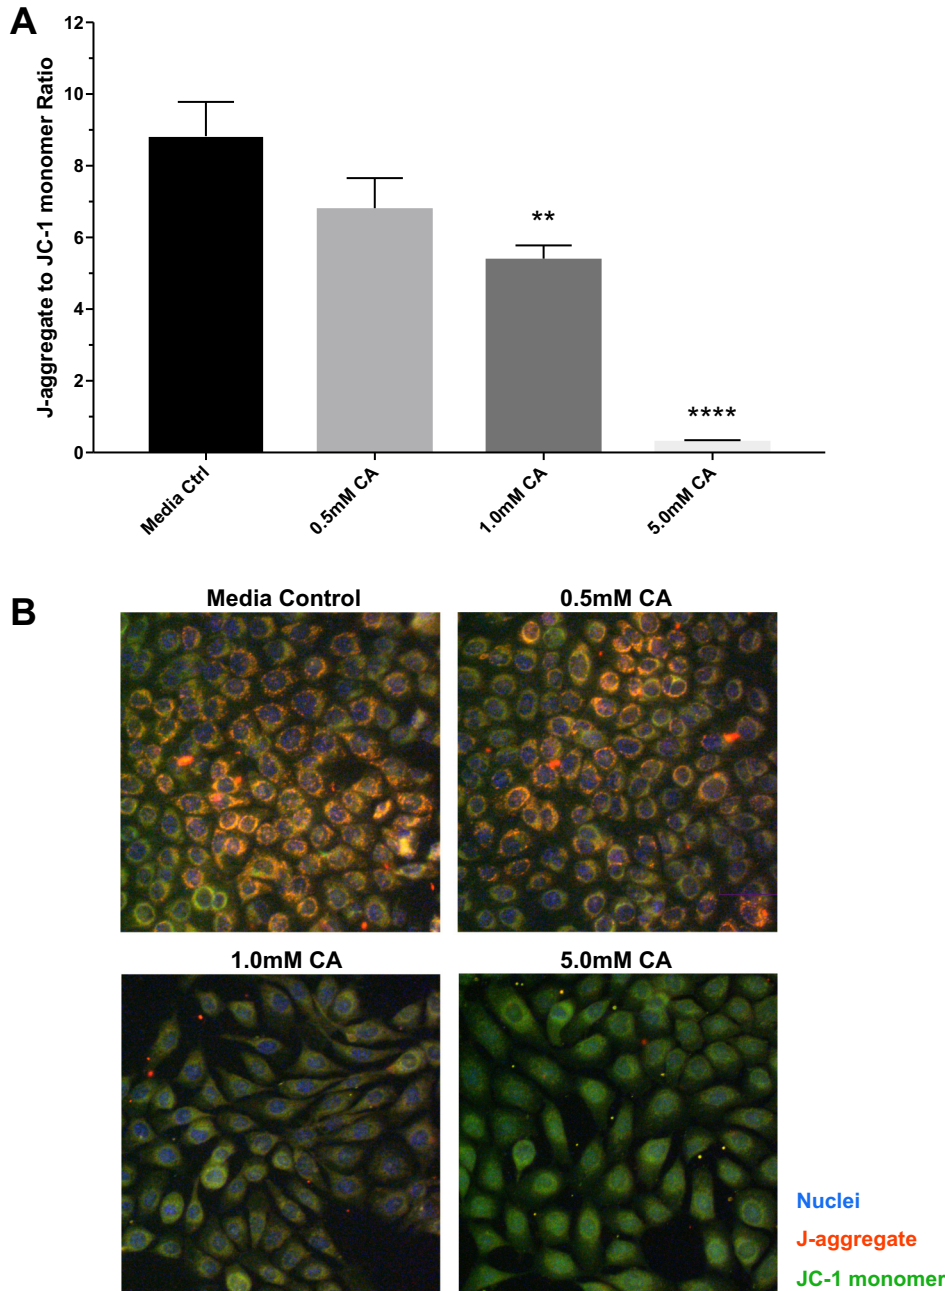 A
J-aggregate to JC-1 monomer Ratio
12
10
8
6
4
2
0
**
****
Media Ctrl
0.5mM CA
1.0mM CA
5.0mM CA
B
Media Control
0.5mM CA
1.0mM CA
5.0mM CA
Nuclei
J-aggregate
JC-1 monomer